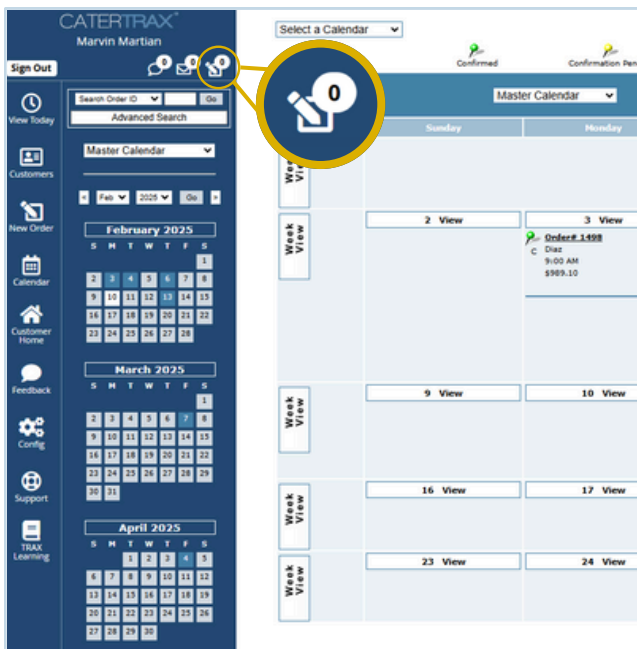 CATERTRAX
Marvin Martian
Sign Out
0
0
0
View Today
Customers
New Order
Calendar
Customer
Home
Feedback
Config
Support
TRAX
Learning
Search Order ID
Go
Advanced Search
Master Calendar
< Feb 2025 Go >
February 2025
S M T W T F S
1
2 3 4 5 6 7 8
9 10 11 12 13 14 15
16 17 18 19 20 21 22
23 24 25 26 27 28
March 2025
S M T W T F S
1
2 3 4 5 6 7 8
9 10 11 12 13 14 15
16 17 18 19 20 21 22
23 24 25 26 27 28 29
30 31
April 2025
S M T W T F S
1 2 3 4 5
6 7 8 9 10 11 12
13 14 15 16 17 18 19
20 21 22 23 24 25 26
27 28 29 30
0
Select a Calendar
Confirmed
Confirmation Pen
Master Calendar
Sunday Monday
Week View
Week View
2 View
3 View
Order# 1498
C Diaz
9:00 AM
$989.10
Week View
9 View
10 View
Week View
16 View
17 View
Week View
23 View
24 View